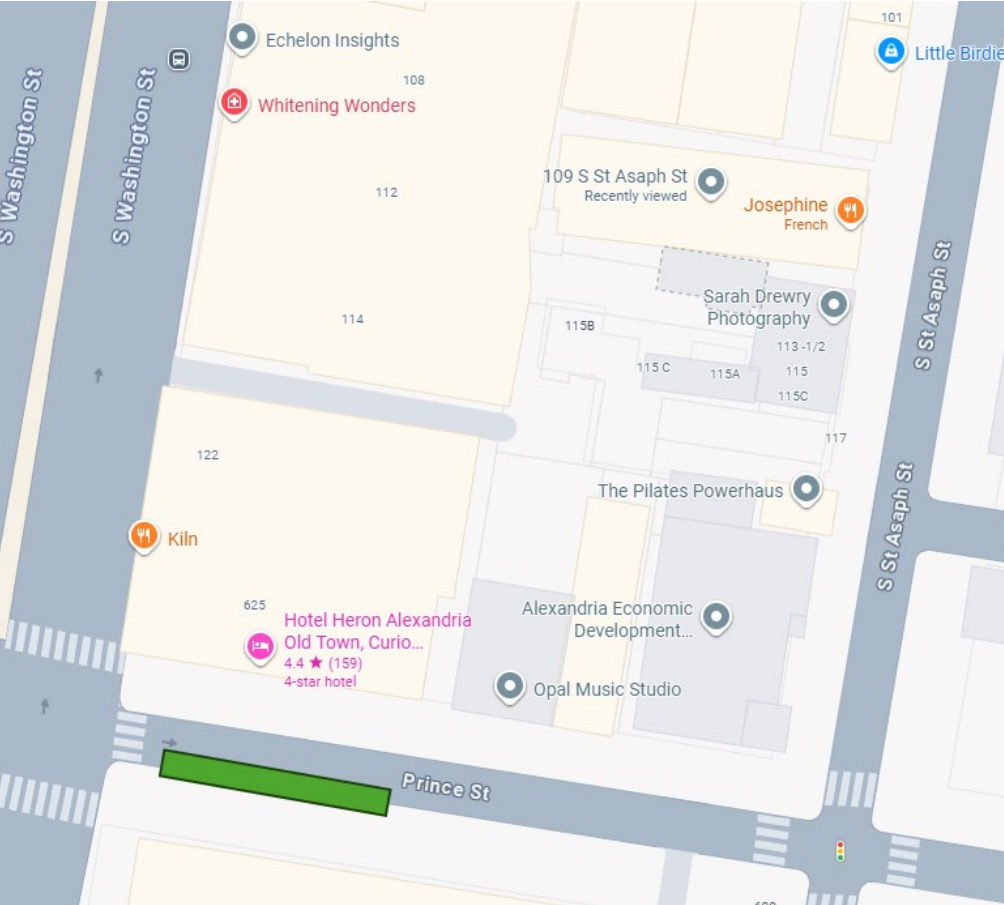 Echelon Insights
108
Whitening Wonders
112
114
S Washington St
S Washington St
101
Little Birdie
109 S St Asaph St
Recently viewed
Josephine
French
Sarah Drewry
Photography
113 -1/2
115
115C
115B
115 C
115A
117
S St Asaph St
S St Asaph St
122
Kiln
The Pilates Powerhaus
625
Hotel Heron Alexandria
Old Town, Curio...
4.4 ★ (159)
4-star hotel
Alexandria Economic
Development...
Opal Music Studio
Prince St